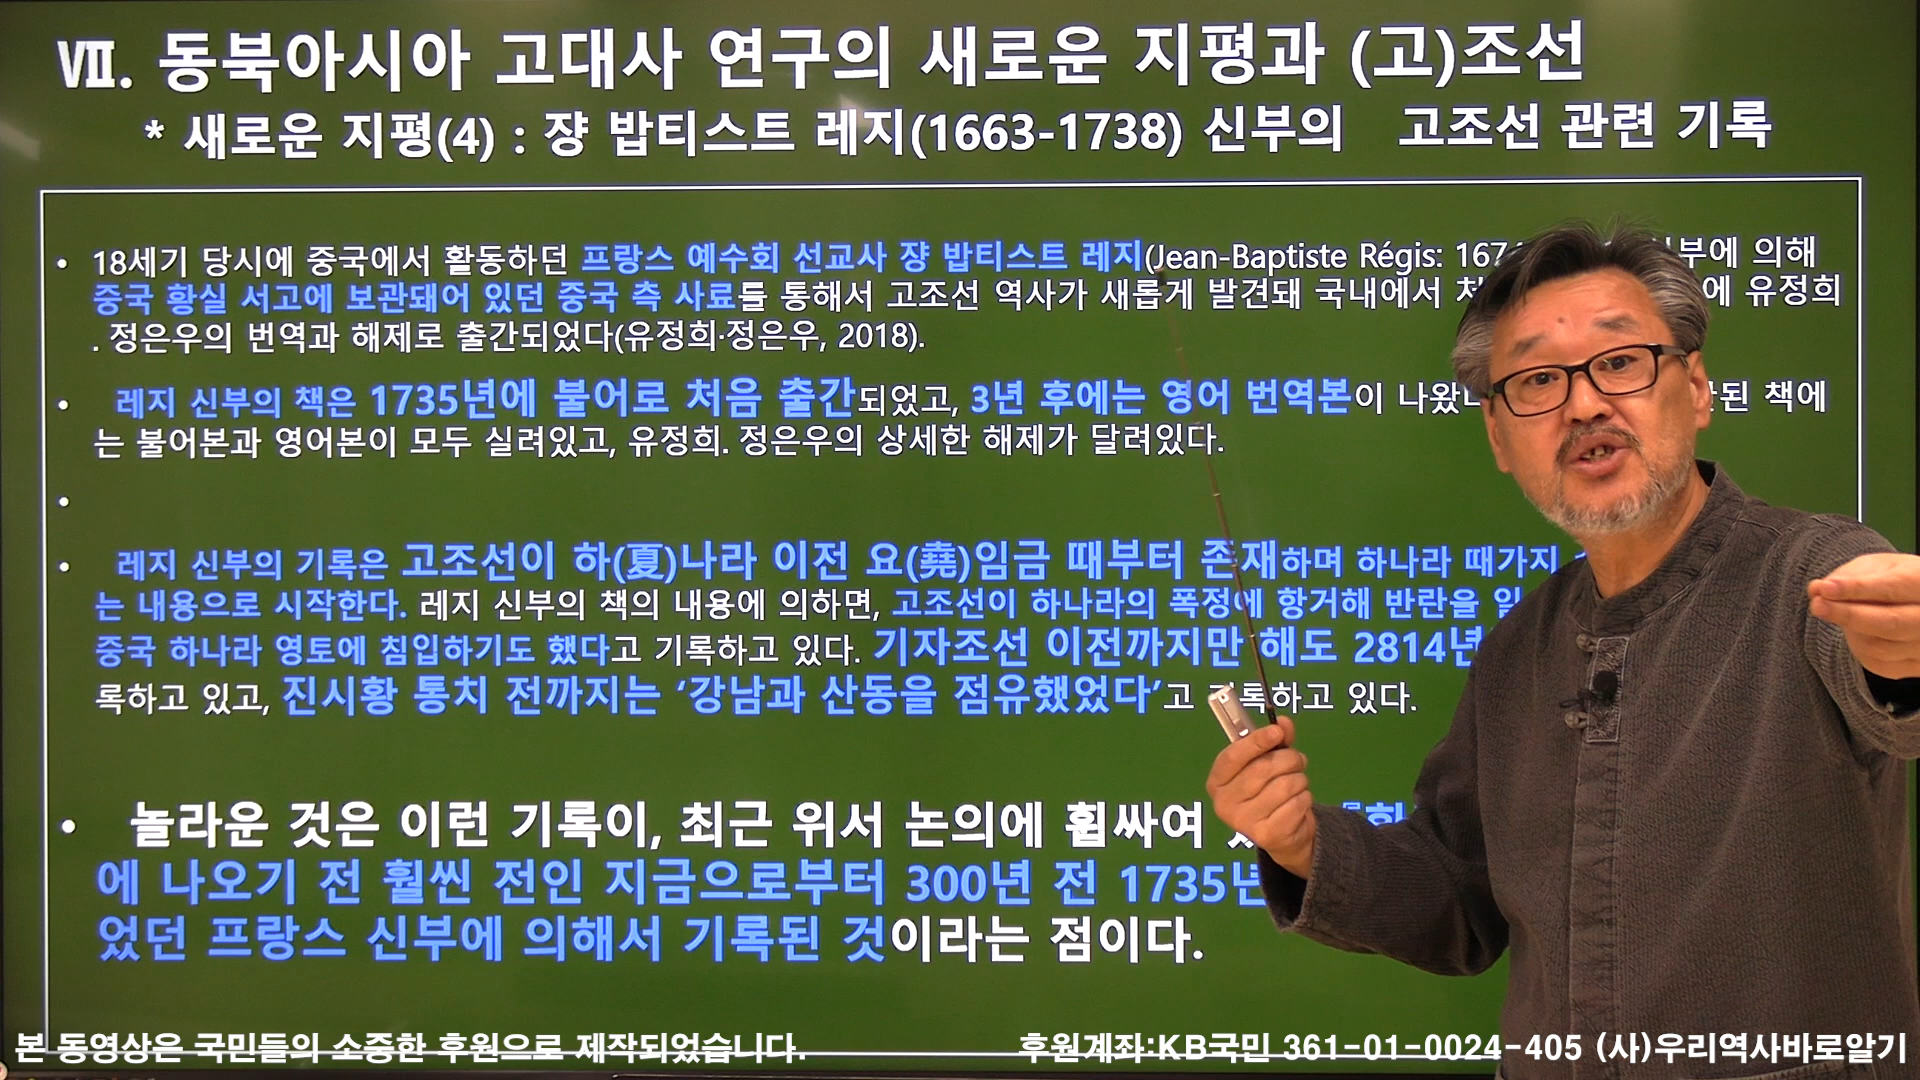 Ⅶ. 동북아시아 고대사 연구의 새로운 지평과 (고)조선
* 새로운 지평(4) : 쟝 밥티스트 레지(1663-1738) 신부의 고조선 관련 기록
• 18세기 당시에 중국에서 활동하던 프랑스 예수회 선교사 쟝 밥티스트 레지(Jean-Baptiste Régis: 의해
중국 황실 서고에 보관돼어 있던 중국 측 사료를 통해서 고조선 역사가 새롭게 발견돼 국내에서 에 유정희
. 정은우의 번역과 해제로 출간되었다(유정희·정은우, 2018).
• 레지 신부의 책은 1735년에 불어로 처음 출간되었고, 3년 후에는 영어 번역본이 책에
는 불어본과 영어본이 모두 실려있고, 유정희. 정은우의 상세한 해제가 달려있다.
•
• 레지 신부의 기록은 고조선이 하(夏)나라 이전 요(堯)임금 때부터 존재하며 하나라 때가지
는 내용으로 시작한다. 레지 신부의 책의 내용에 의하면, 고조선이 하나라의 폭정에 항거해 반란을
중국 하나라 영토에 침입하기도 했다고 기록하고 있다. 기자조선 이전까지만 해도 2814년
록하고 있고, 진시황 통치 전까지는 ‘강남과 산동을 점유했었다’고 기록하고 있다.
• 놀라운 것은 이런 기록이, 최근 위서 논의에 휩싸여
에 나오기 전 훨씬 전인 지금으로부터 300년 전 1735년
었던 프랑스 신부에 의해서 기록된 것이라는 점이다.
본 동영상은 국민들의 소중한 후원으로 제작되었습니다.
후원계좌:KB국민 361-01-0024-405 (사)우리역사바로알기